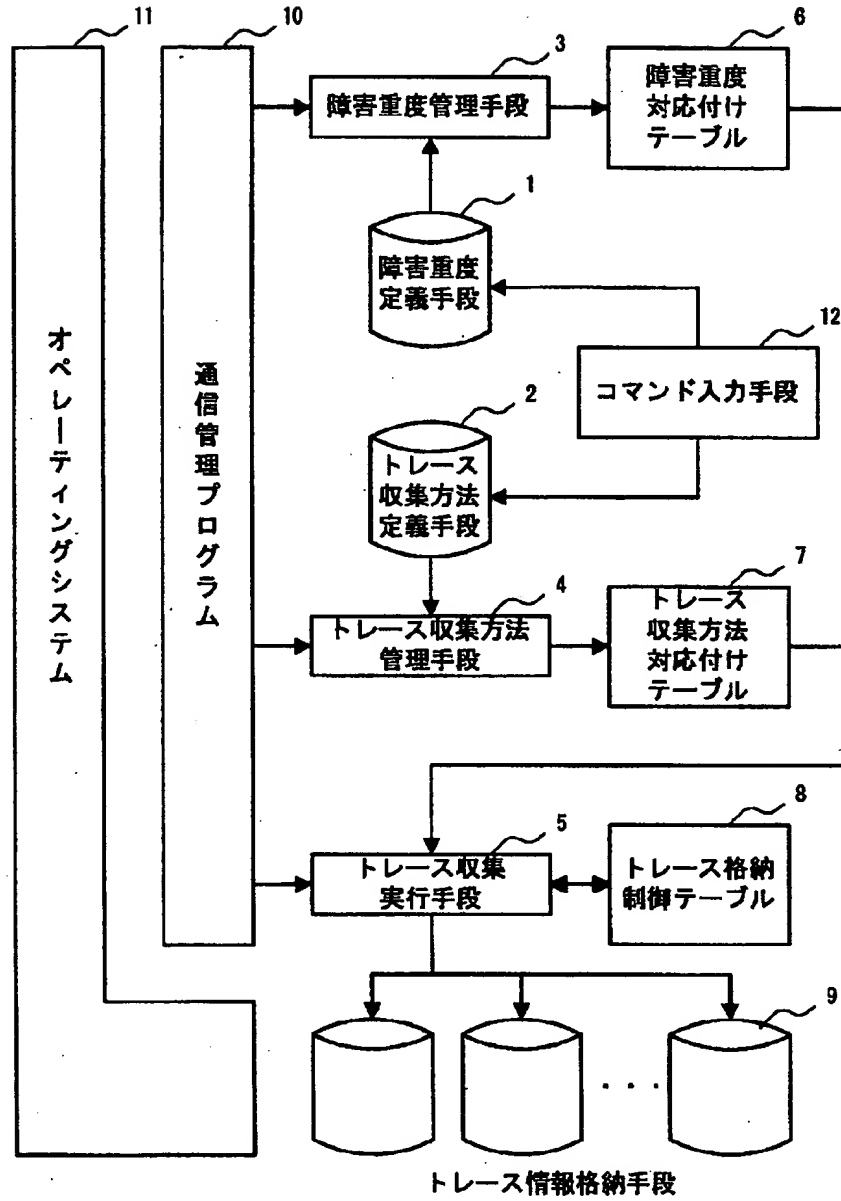 11
10
3
6
障害重度管理手段
障害重度
対応付け
テーブル
1
障害重度
定義手段
12
コマンド入力手段
オペレーティングシステム
通信管理プログラム
2
トレース
収集方法
定義手段
4
トレース収集方法
管理手段
7
トレース
収集方法
対応付け
テーブル
5
トレース収集
実行手段
8
トレース格納
制御テーブル
9
・・・
トレース情報格納手段